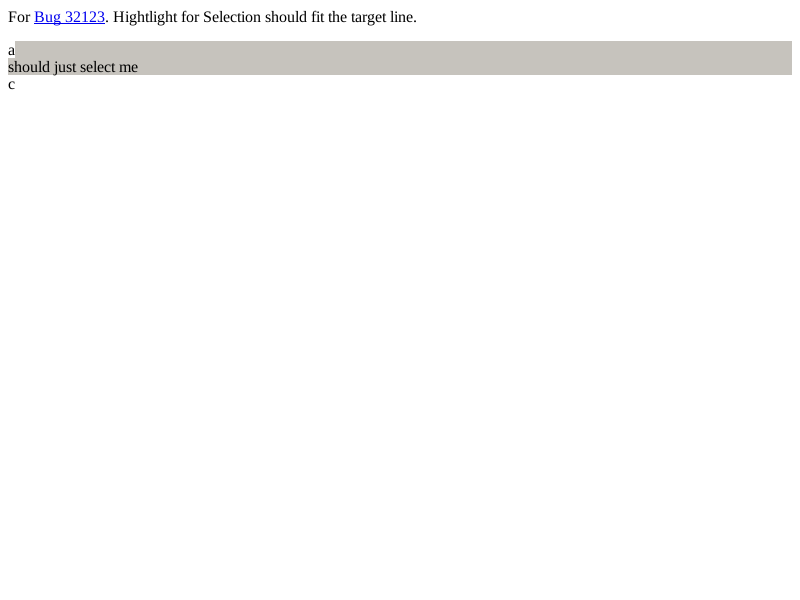 For Bug 32123. Hightlight for Selection should fit the target line.
a
should just select me
c